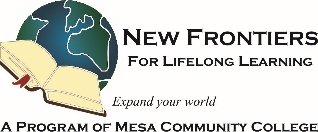 New Frontiers
For Lifelong Learning
Expand your world
A Program of Mesa Community College